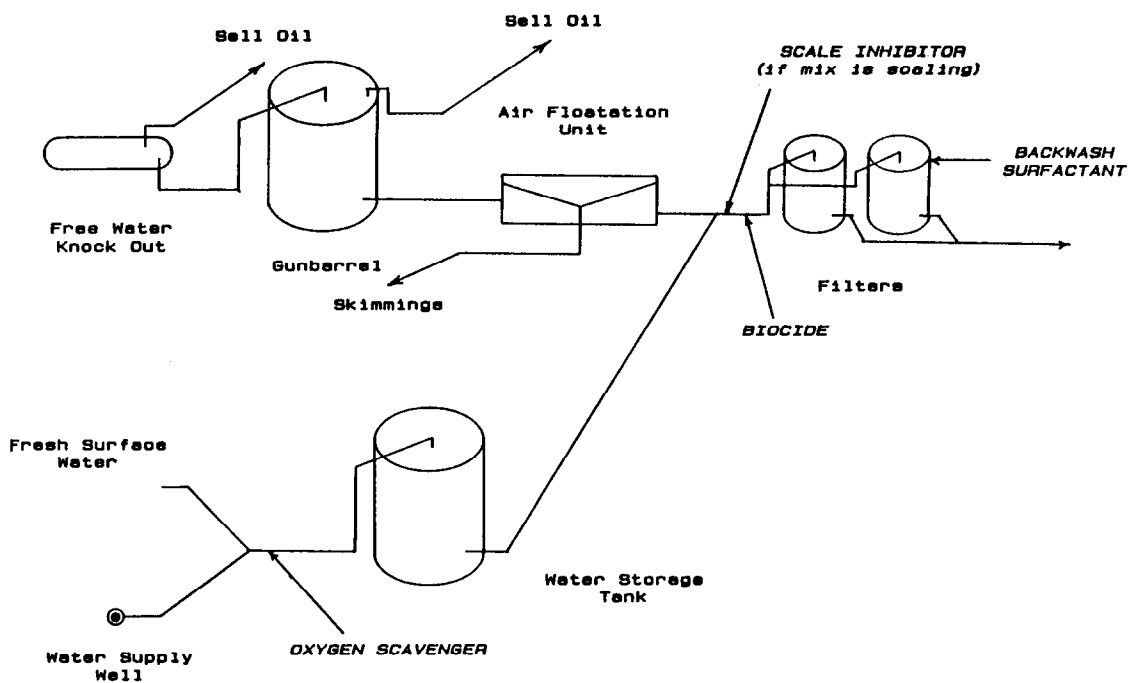 Sell Oil
Sell Oil
SCALE INHIBITOR
(if mix is scaling)
Air Floatation
Unit
BACKWASH
SURFACTANT
Free Water
Knock Out
Gunbarrel
Skimmings
Filters
BIOCIDE
Fresh Surface
Water
Water Storage
Tank
OXYGEN SCAVENGER
Water Supply
Well